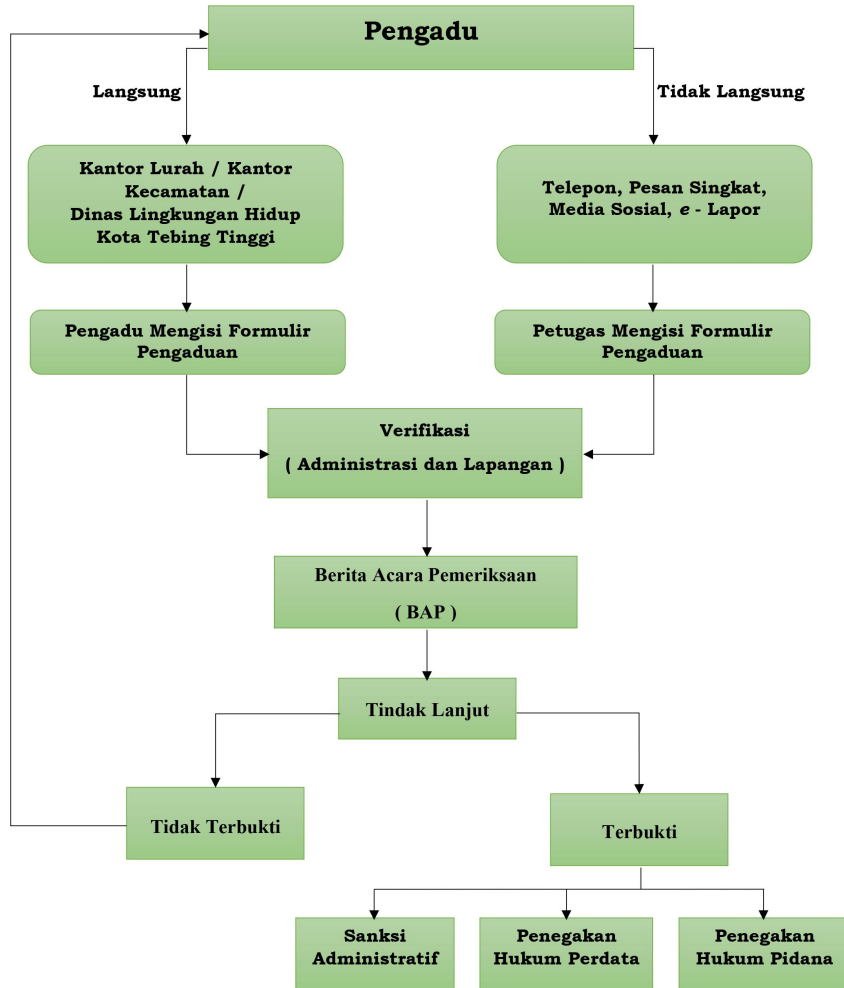 Pengadu
Langsung
Tidak Langsung
Kantor Lurah / Kantor
Kecamatan /
Dinas Lingkungan Hidup
Kota Tebing Tinggi
Telepon, Pesan Singkat,
Media Sosial, e - Lapor
Pengadu Mengisi Formulir
Pengaduan
Petugas Mengisi Formulir
Pengaduan
Verifikasi
( Administrasi dan Lapangan )
Berita Acara Pemeriksaan
( BAP )
Tindak Lanjut
Tidak Terbukti
Terbukti
Sanksi
Administratif
Penegakan
Hukum Perdata
Penegakan
Hukum Pidana